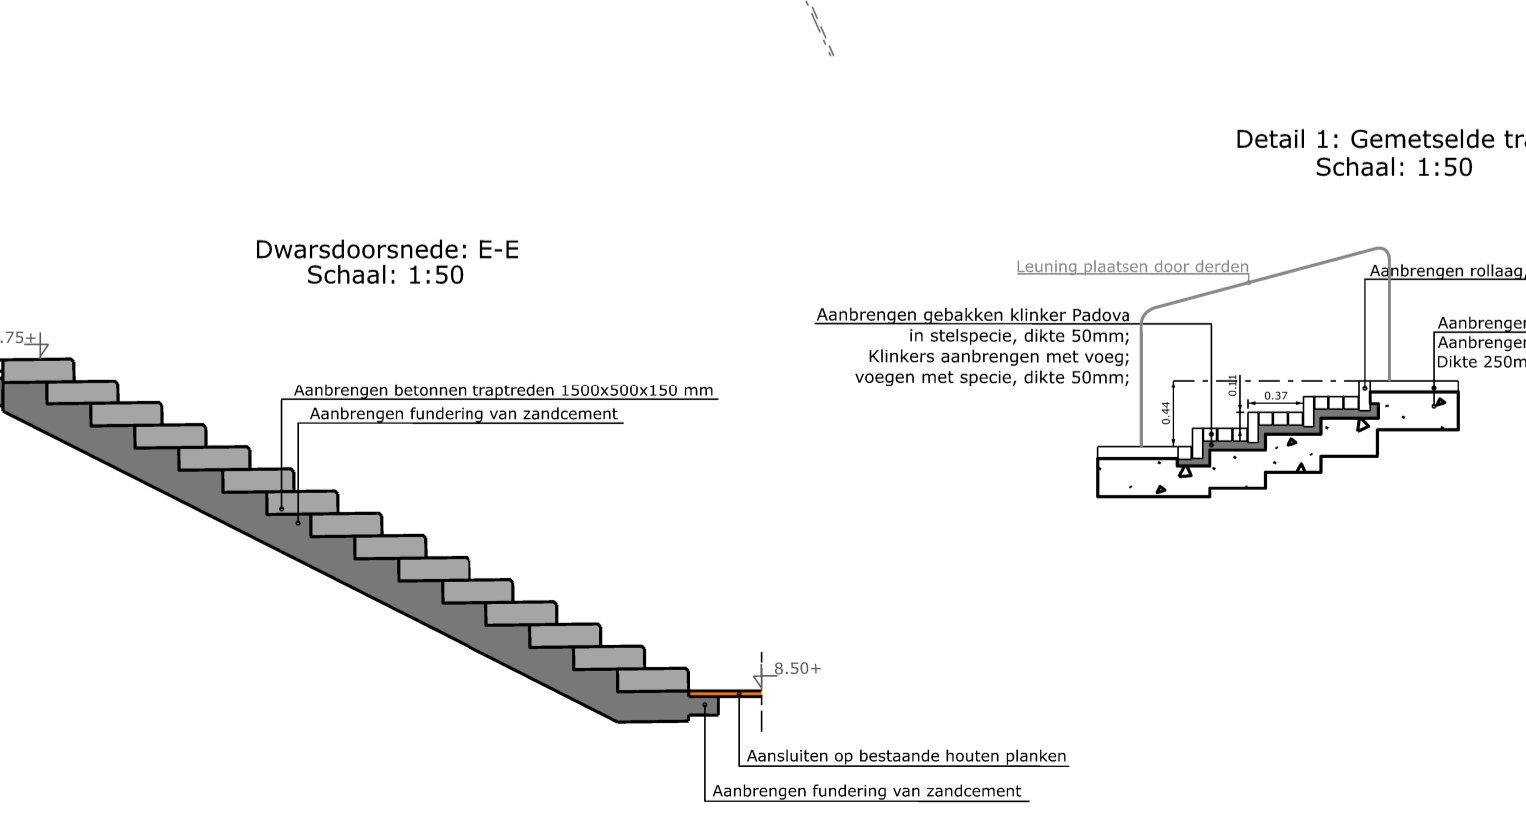 Detail 1: Gemetselde tra
Schaal: 1:50
Dwarsdoorsnede: E-E
Schaal: 1:50
.75+
Aanbrengen betonnen traptreden 1500x500x150 mm
Aanbrengen fundering van zandcement
8.50+
Aansluiten op bestaande houten planken
Aanbrengen fundering van zandcement
Leuning plaatsen door derden
Aanbrengen rollaag,
Aanbrengen gebakken klinker Padova
in stelspecie, dikte 50mm;
Klinkers aanbrengen met voeg;
voegen met specie, dikte 50mm;
Aanbrengen
Aanbrengen
Dikte 250m
0.44
0.11
0.37